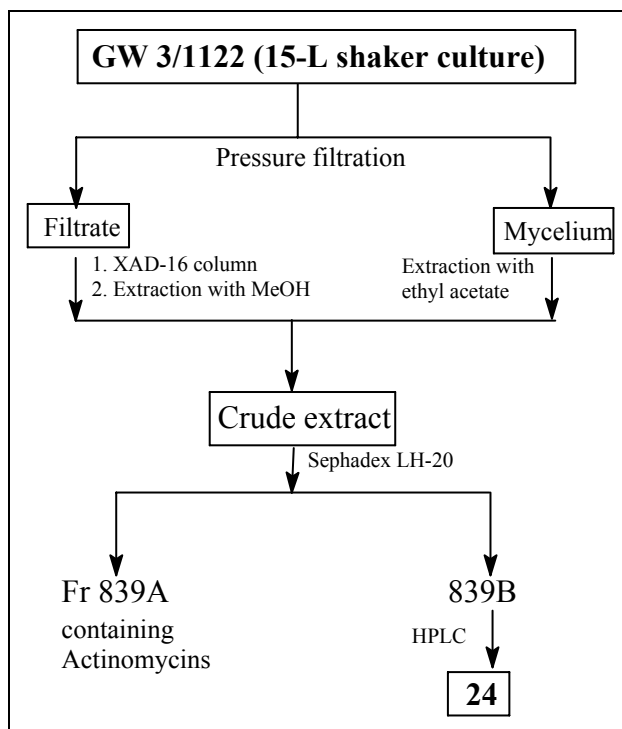 GW 3/1122 (15-L shaker culture)
Pressure filtration
Filtrate
Mycelium
1. XAD-16 column
2. Extraction with MeOH
Extraction with
ethyl acetate
Crude extract
Sephadex LH-20
Fr 839A
containing
Actinomycins
839B
HPLC
24